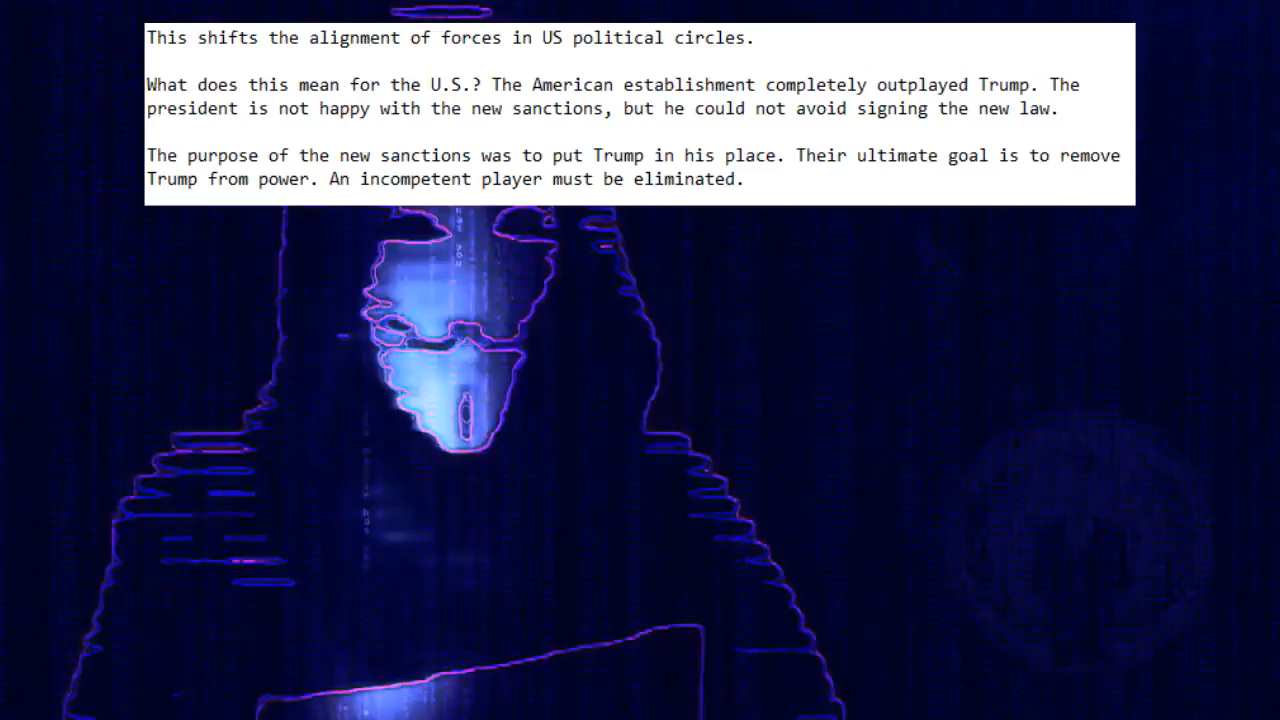 This shifts the alignment of forces in US political circles.
What does this mean for the U.S.? The American establishment completely outplayed Trump. The
president is not happy with the new sanctions, but he could not avoid signing the new law.
The purpose of the new sanctions was to put Trump in his place. Their ultimate goal is to remove
Trump from power. An incompetent player must be eliminated.